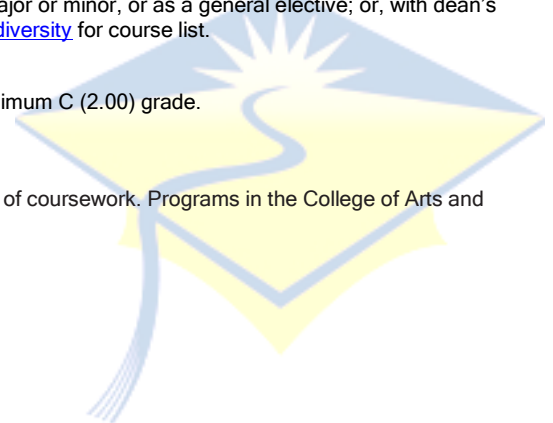 ajor or minor, or as a general elective; or, with dean's
diversity for course list.
imum C (2.00) grade.
of coursework. Programs in the College of Arts and